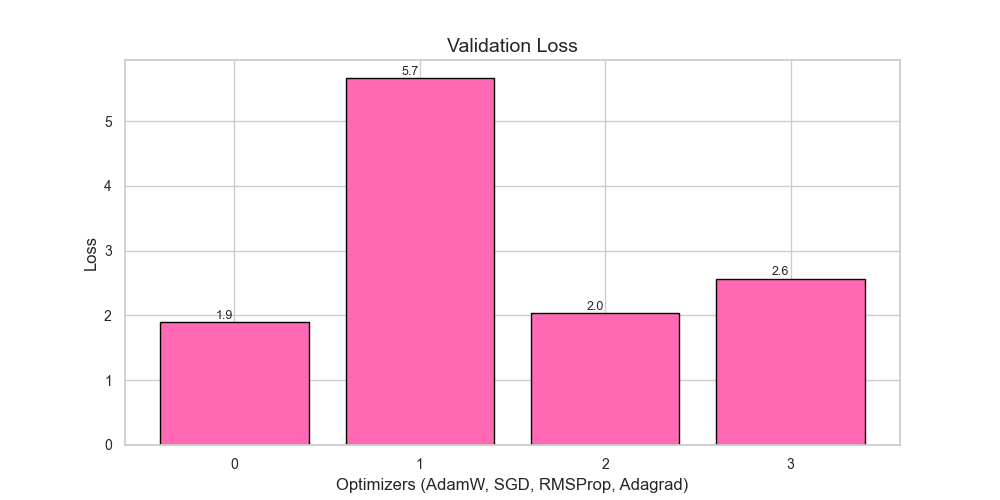 Validation Loss
5.7
5
4
3
2.6
2
1.9
2.0
1
0
Loss
0 1 2 3
Optimizers (AdamW, SGD, RMSProp, Adagrad)